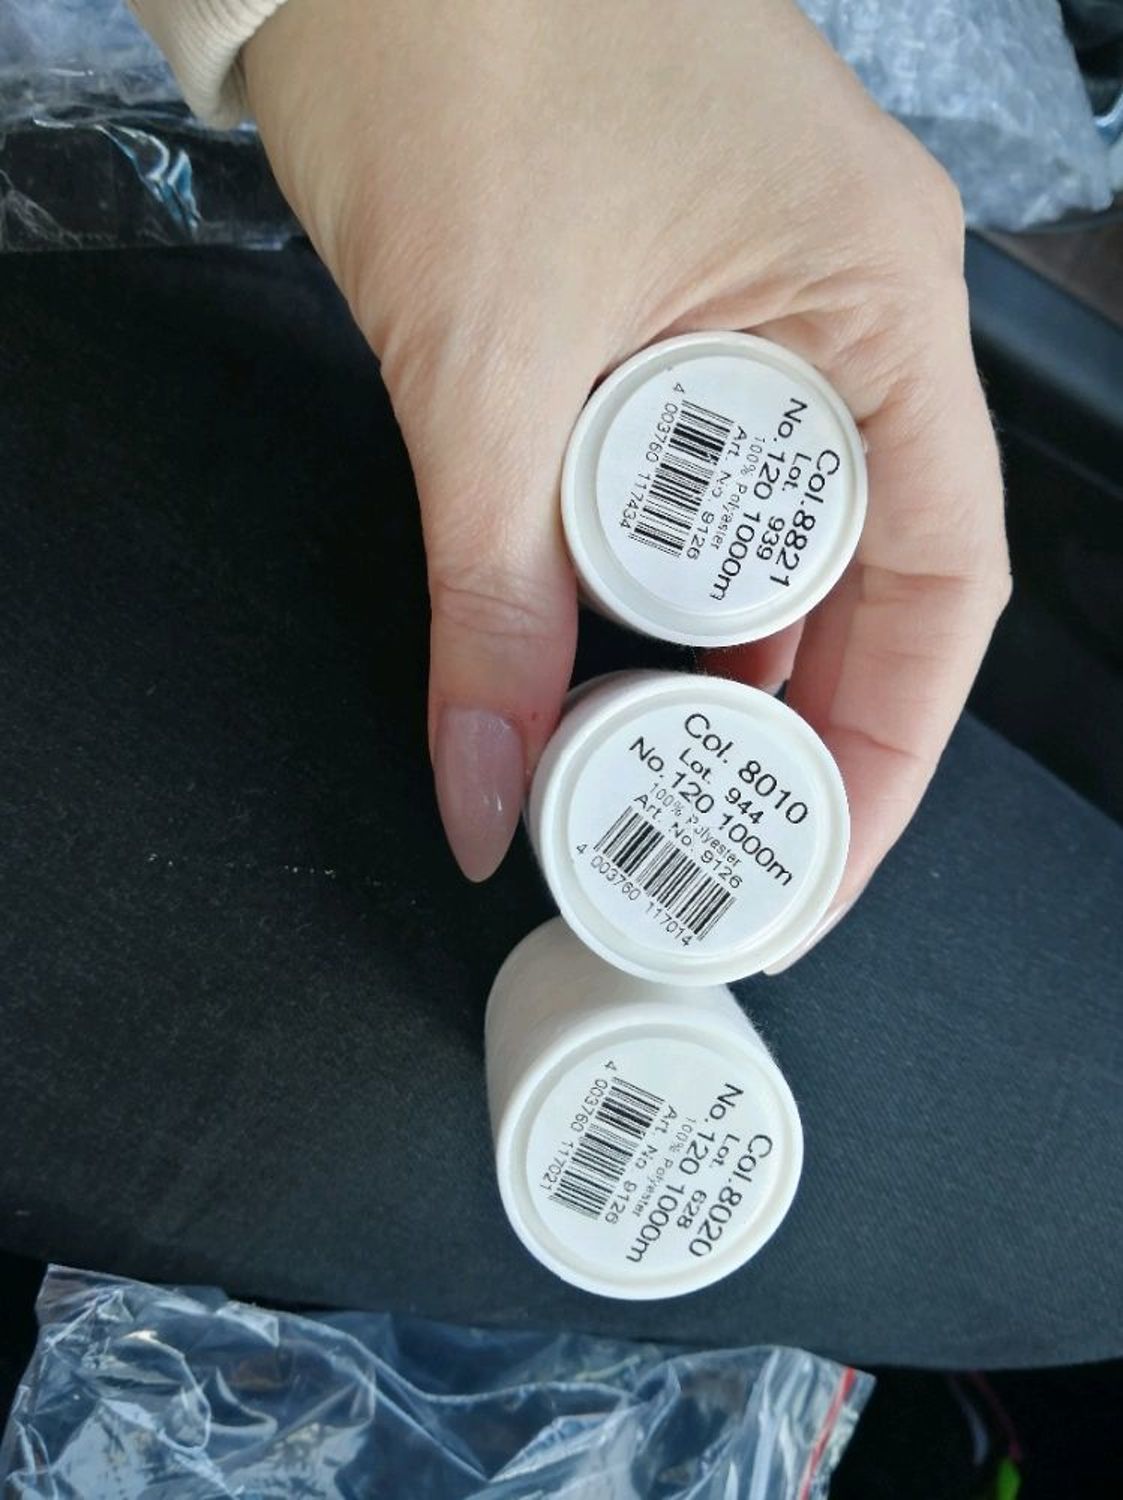 Col.8821
Lot. 939
No. 120 1000m
100% Polyester
Art. No. 9126
4 003760 117434
Col. 8010
Lot. 944
No. 120 1000m
100% Polyester
Art. No. 9126
4 003760 117014
Col.8020
Lot. 628
No. 120 1000m
100% Polyester
Art. No. 9126
4 003760 117021